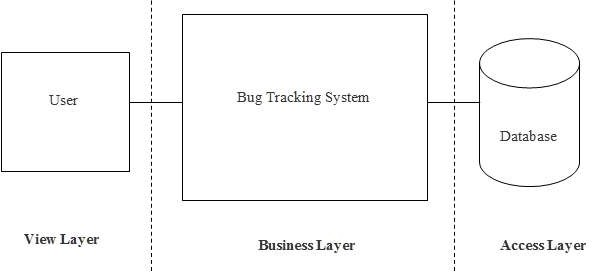 User
Bug Tracking System
Database
View Layer
Business Layer
Access Layer